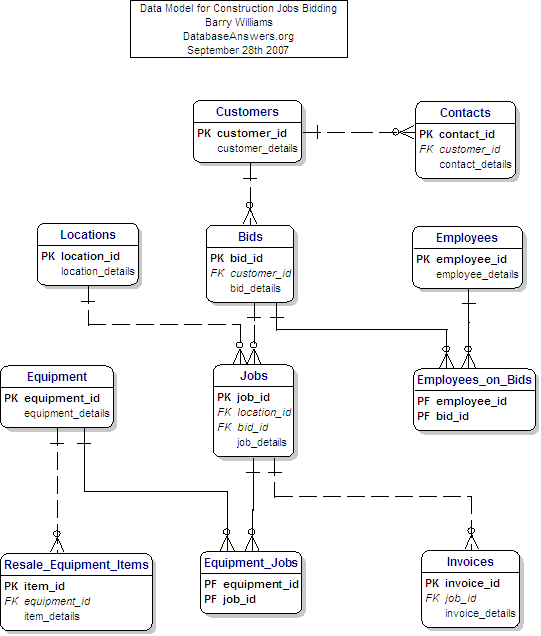 Data Model for Construction Jobs Bidding
Barry Williams
DatabaseAnswers.org
September 28th 2007
Customers
PK customer_id
customer_details
Contacts
PK contact_id
FK customer_id
contact_details
Locations
PK location_id
location_details
Bids
PK bid_id
FK customer_id
bid_details
Employees
PK employee_id
employee_details
Equipment
PK equipment_id
equipment_details
Jobs
PK job_id
FK location_id
FK bid_id
job_details
Employees_on_Bids
PF employee_id
PF bid_id
Resale_Equipment_Items
PK item_id
FK equipment_id
item_details
Equipment_Jobs
PF equipment_id
PF job_id
Invoices
PK invoice_id
FK job_id
invoice_details